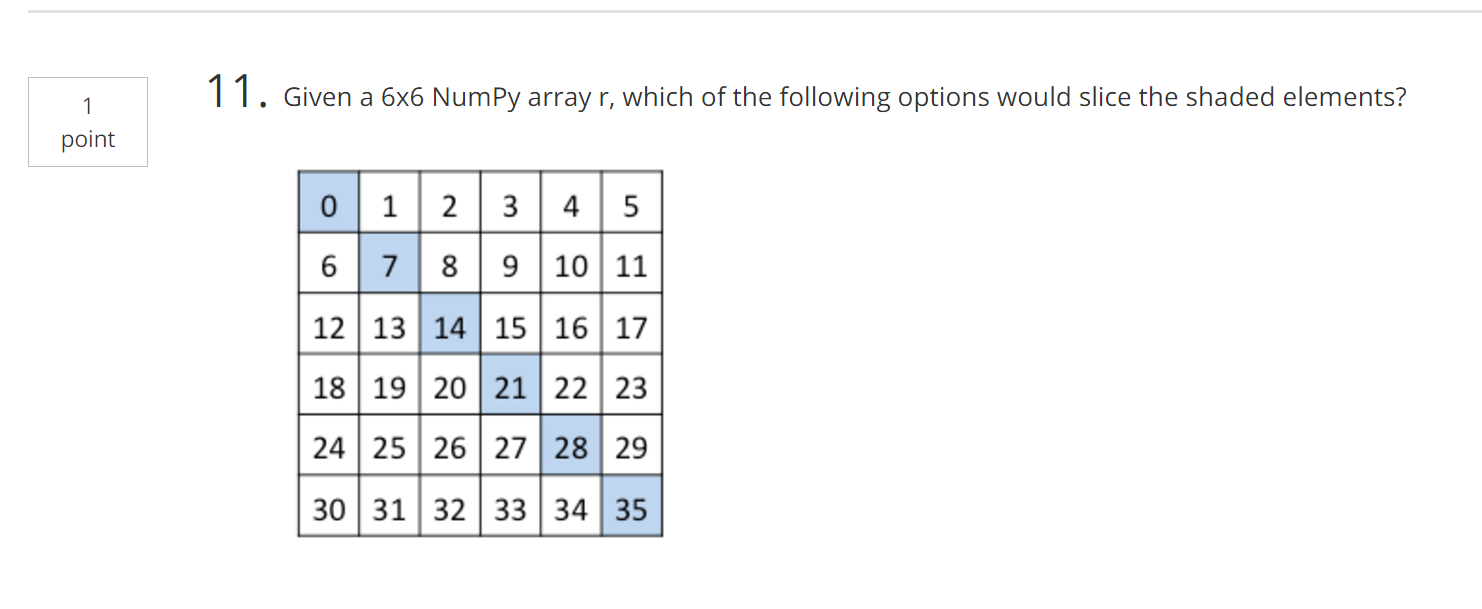 1
point
11. Given a 6x6 NumPy array r, which of the following options would slice the shaded elements?
0 1 2 3 4 5
6 7 8 9 10 11
12 13 14 15 16 17
18 19 20 21 22 23
24 25 26 27 28 29
30 31 32 33 34 35